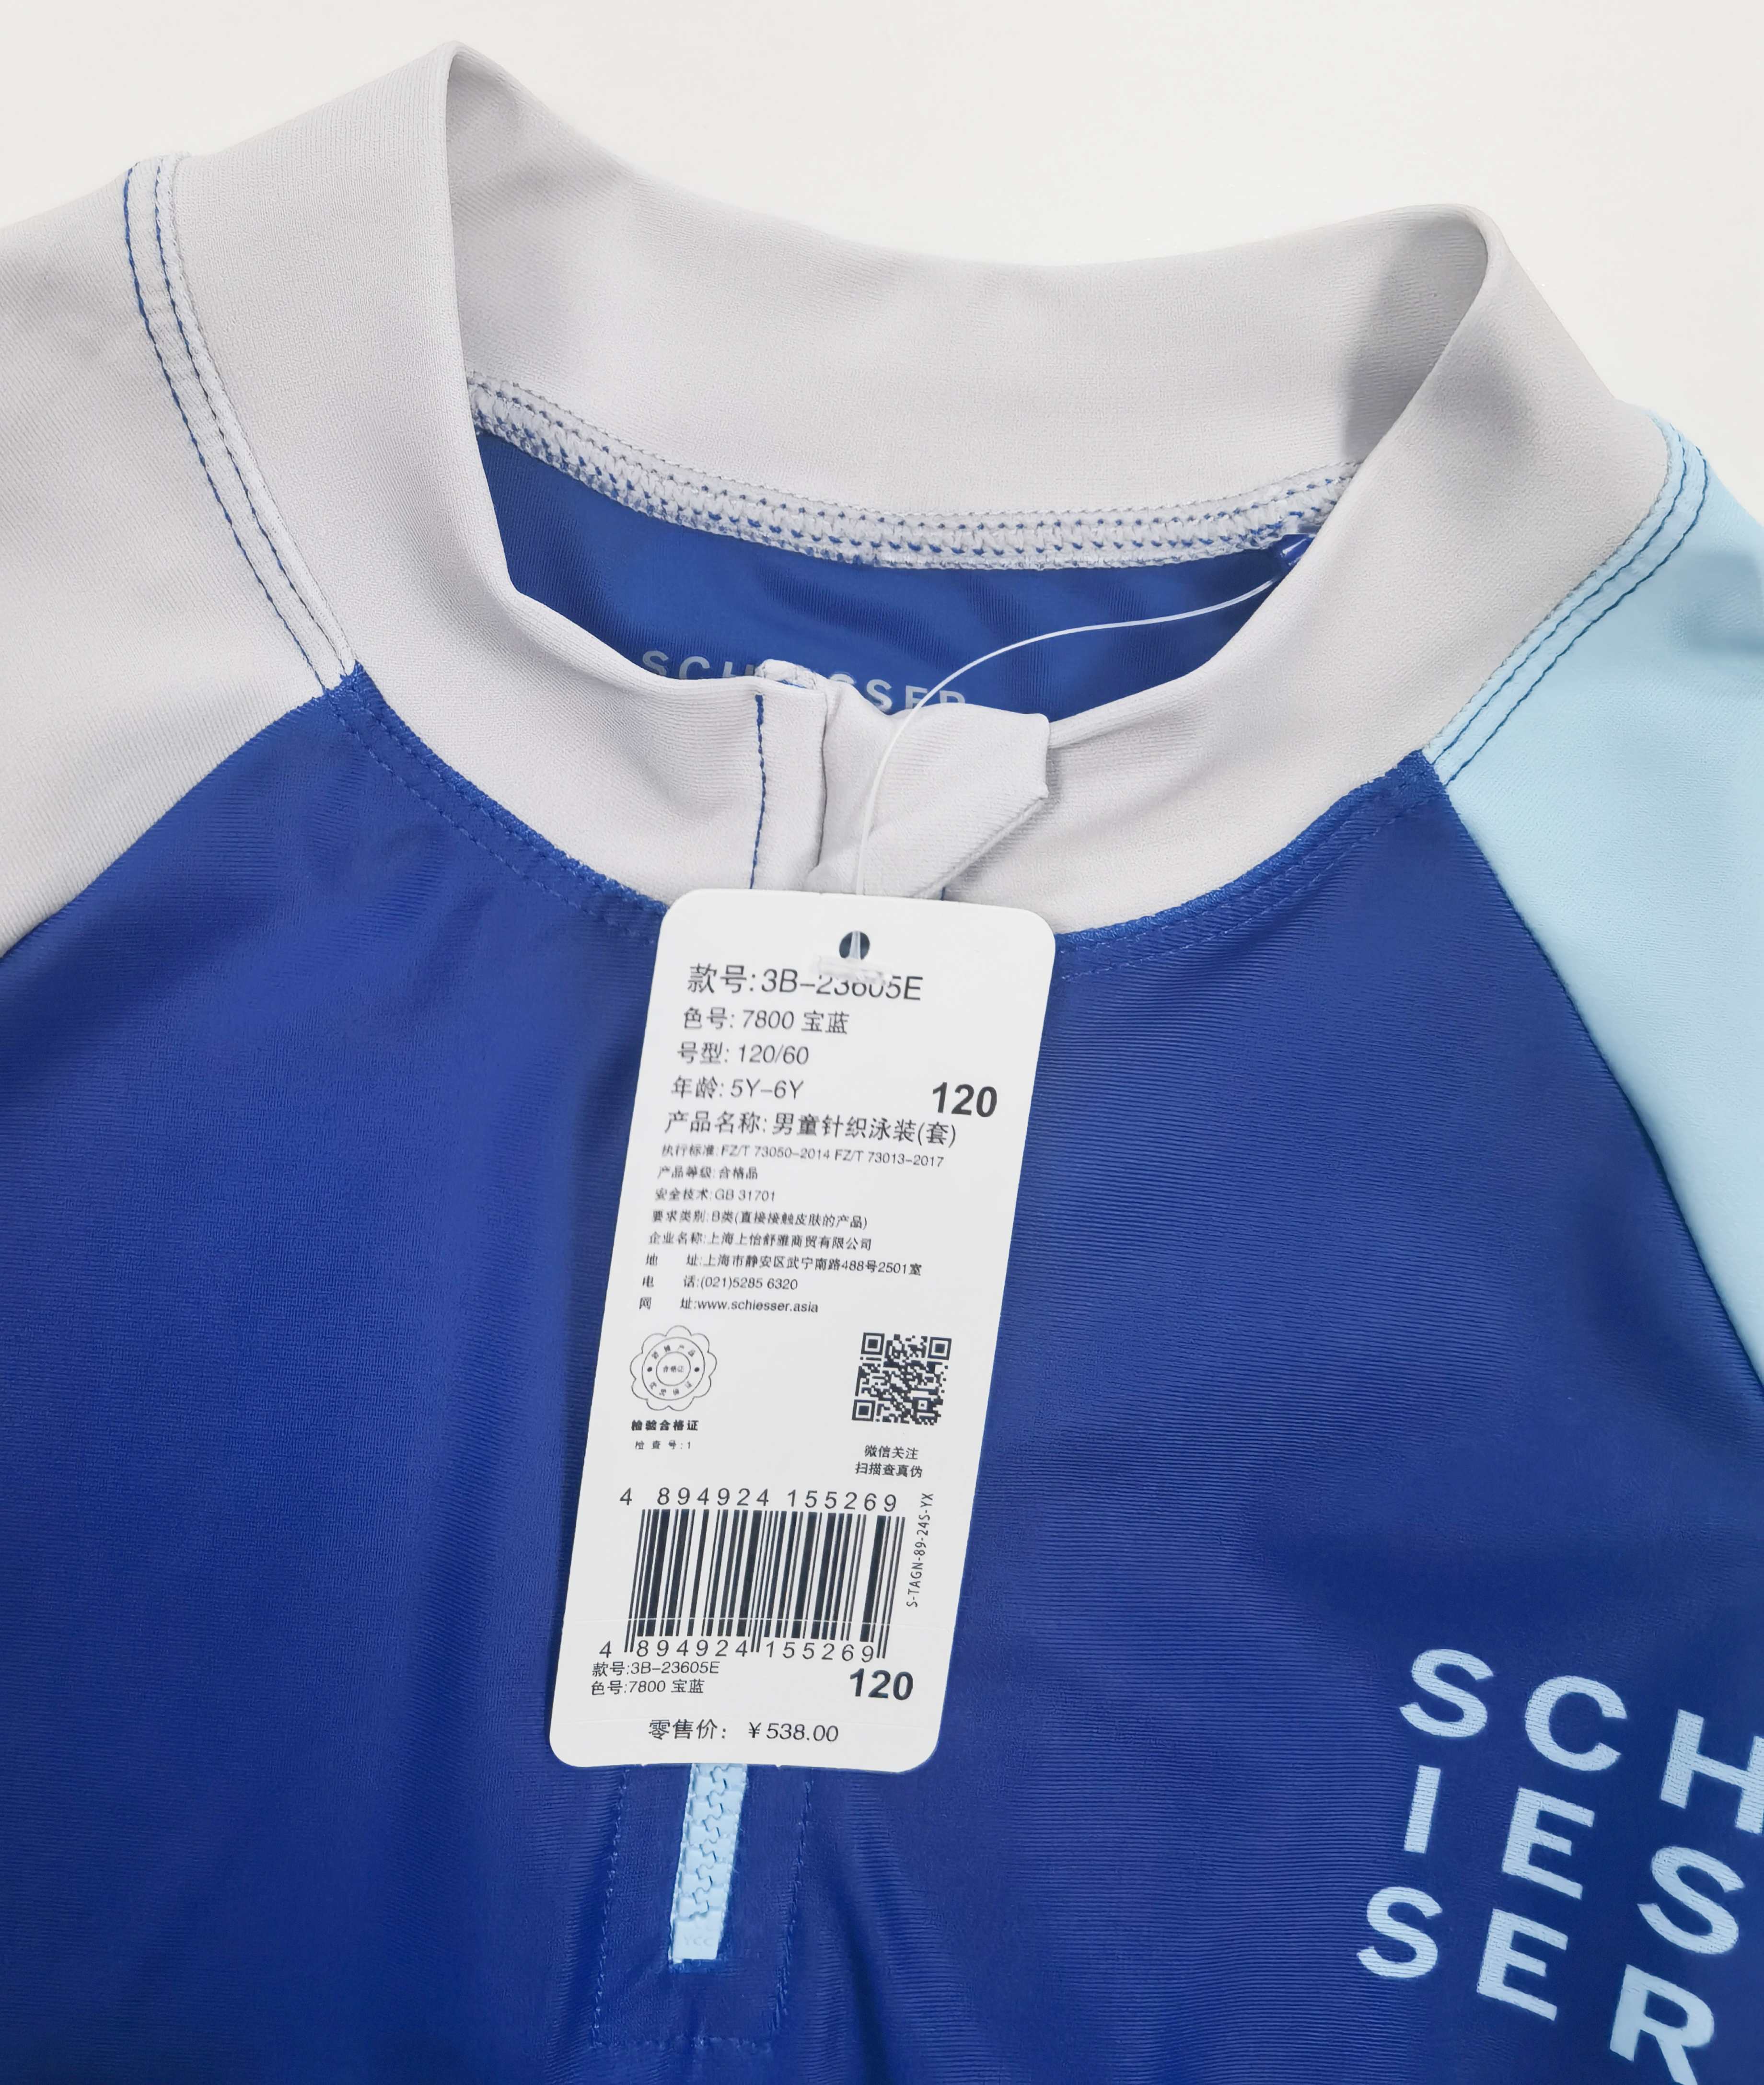 款号:3B-23605E
色号: 7800 宝蓝
号型: 120/60
年龄: 5Y-6Y
120
产品名称: 男童针织泳装(套)
执行标准:FZ/T 73050-2014 FZ/T 73013-2017
产品等级:合格品
安全技术:GB 31701
要求类别:B类(直接接触皮肤的产品)
企业名称:上海上怡舒雅商贸有限公司
地 址:上海市静安区武宁南路488号2501室
电 话:(021)5285 6320
网 址:www.schiesser.asia
合格证
检验合格证
检 查 号:1
微信关注
扫描查真伪
4 894924 155269
S-TAGN-89-24S-YX
4 894924 155269
款号:3B-23605E
色号:7800 宝蓝
120
零售价: ¥538.00
SCH
IES
SER